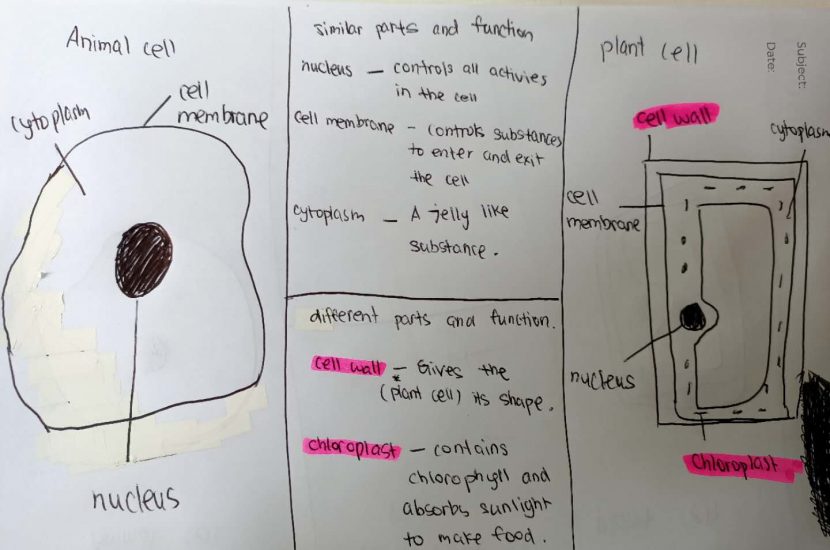 Animal cell
cytoplasm
cell
membrane
nucleus
similar parts and function
nucleus – controls all activies
in the cell
cell membrane – controls substances
to enter and exit
the cell
cytoplasm – A jelly like
substance.
different parts and function.
cell wall – Gives the
* (plant cell) its shape.
chloroplast – contains
chlorophyll and
absorbs sunlight
to make food.
plant cell
Subject:
Date:
cell wall
cytoplasm
cell
membrane
nucleus
Chloroplast